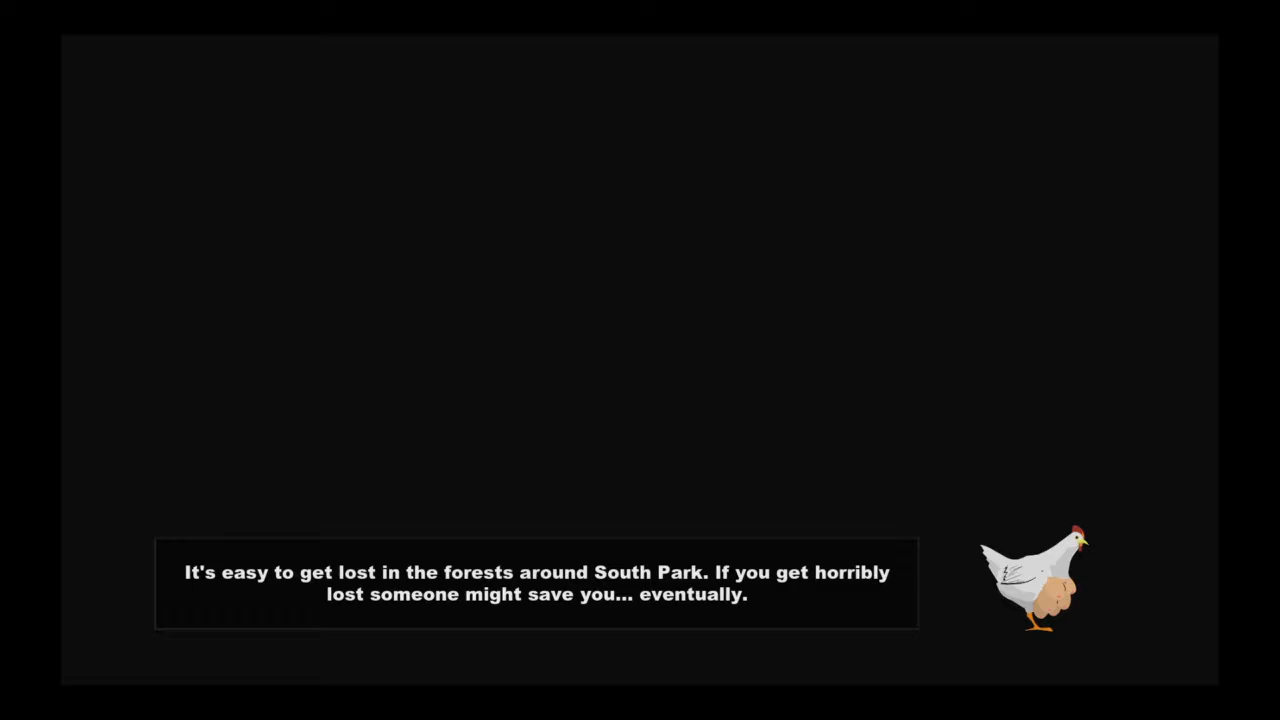 It's easy to get lost in the forests around South Park. If you get horribly
lost someone might save you... eventually.